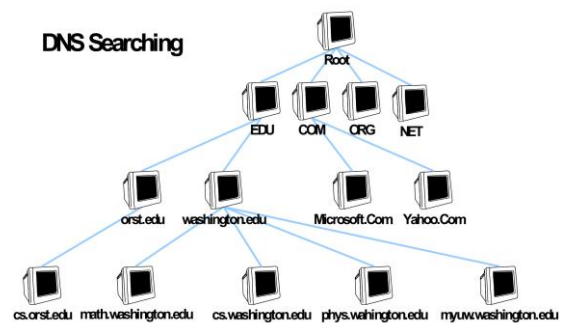 DNS Searching
Root
EDU COM ORG NET
orst.edu washington.edu Microsoft.Com Yahoo.Com
cs.orst.edu math.washington.edu cs.washington.edu phys.wahington.edu myuw.washington.edu